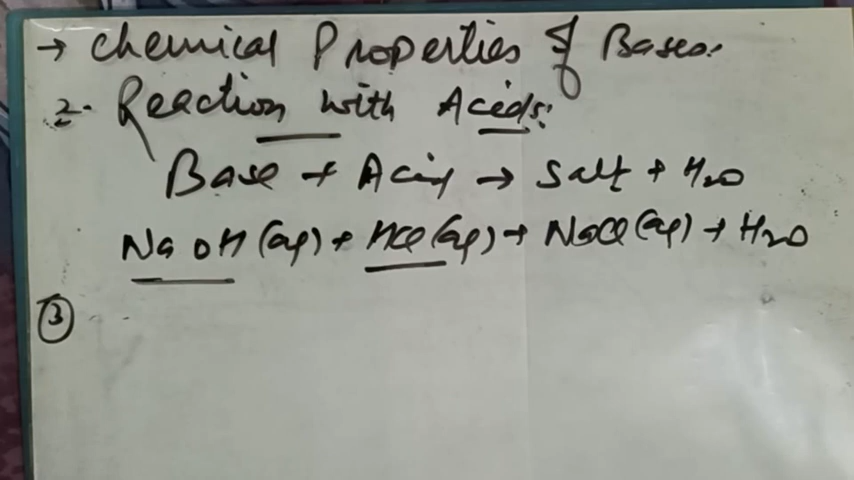 → Chemical Properties of Bases:
2. Reaction with Acids:
Base + Acid → Salt + H2O
NaOH (aq) + HCl (aq) → NaCl (aq) + H2O
3